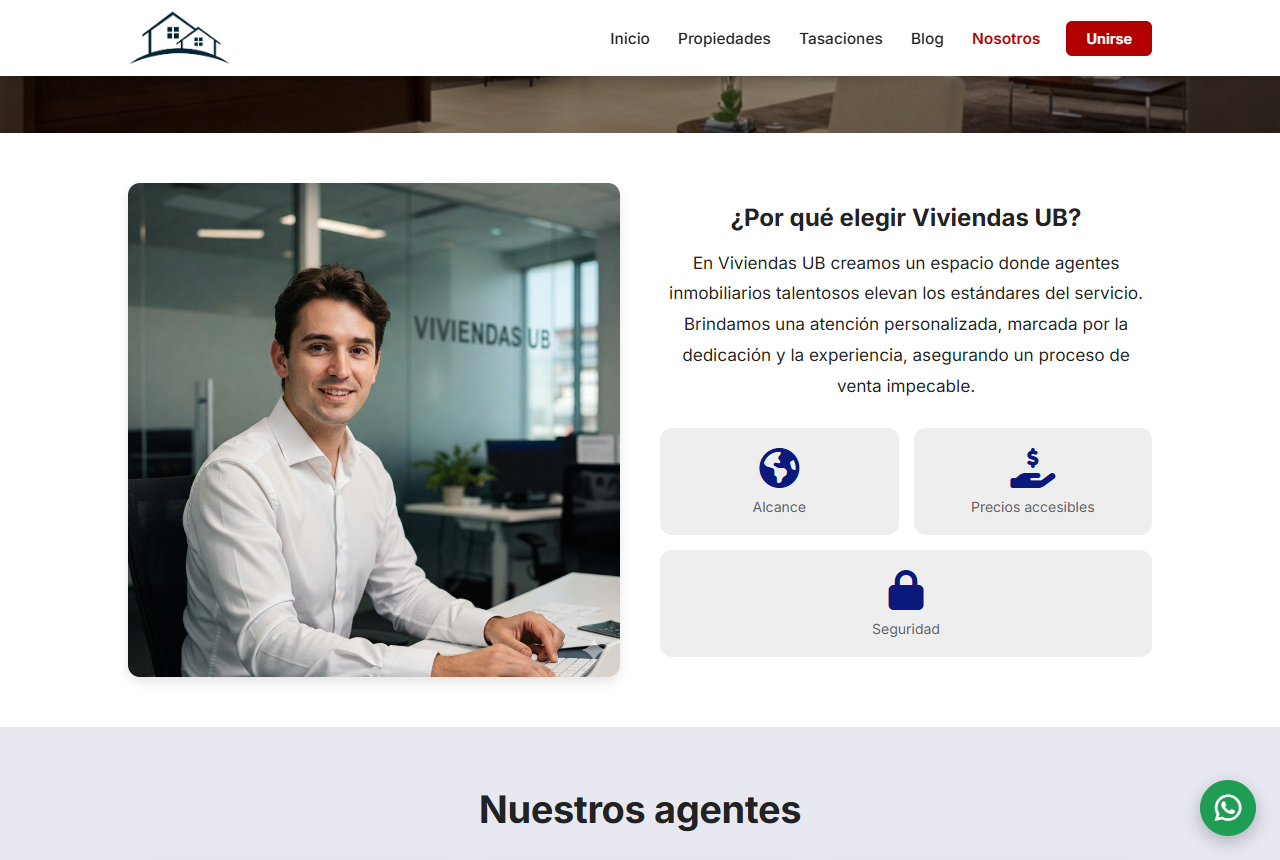 Inicio Propiedades Tasaciones Blog Nosotros Unirse
¿Por qué elegir Viviendas UB?
En Viviendas UB creamos un espacio donde agentes
inmobiliarios talentosos elevan los estándares del servicio.
Brindamos una atención personalizada, marcada por la
dedicación y la experiencia, asegurando un proceso de
venta impecable.
VIVIENDAS UB
Alcance
Precios accesibles
Seguridad
Nuestros agentes